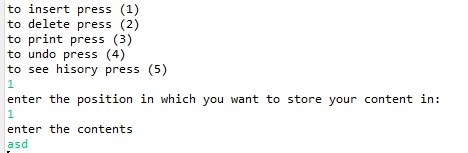 to insert press (1)
to delete press (2)
to print press (3)
to undo press (4)
to see hisory press (5)
1
enter the position in which you want to store your content in:
1
enter the contents
asd